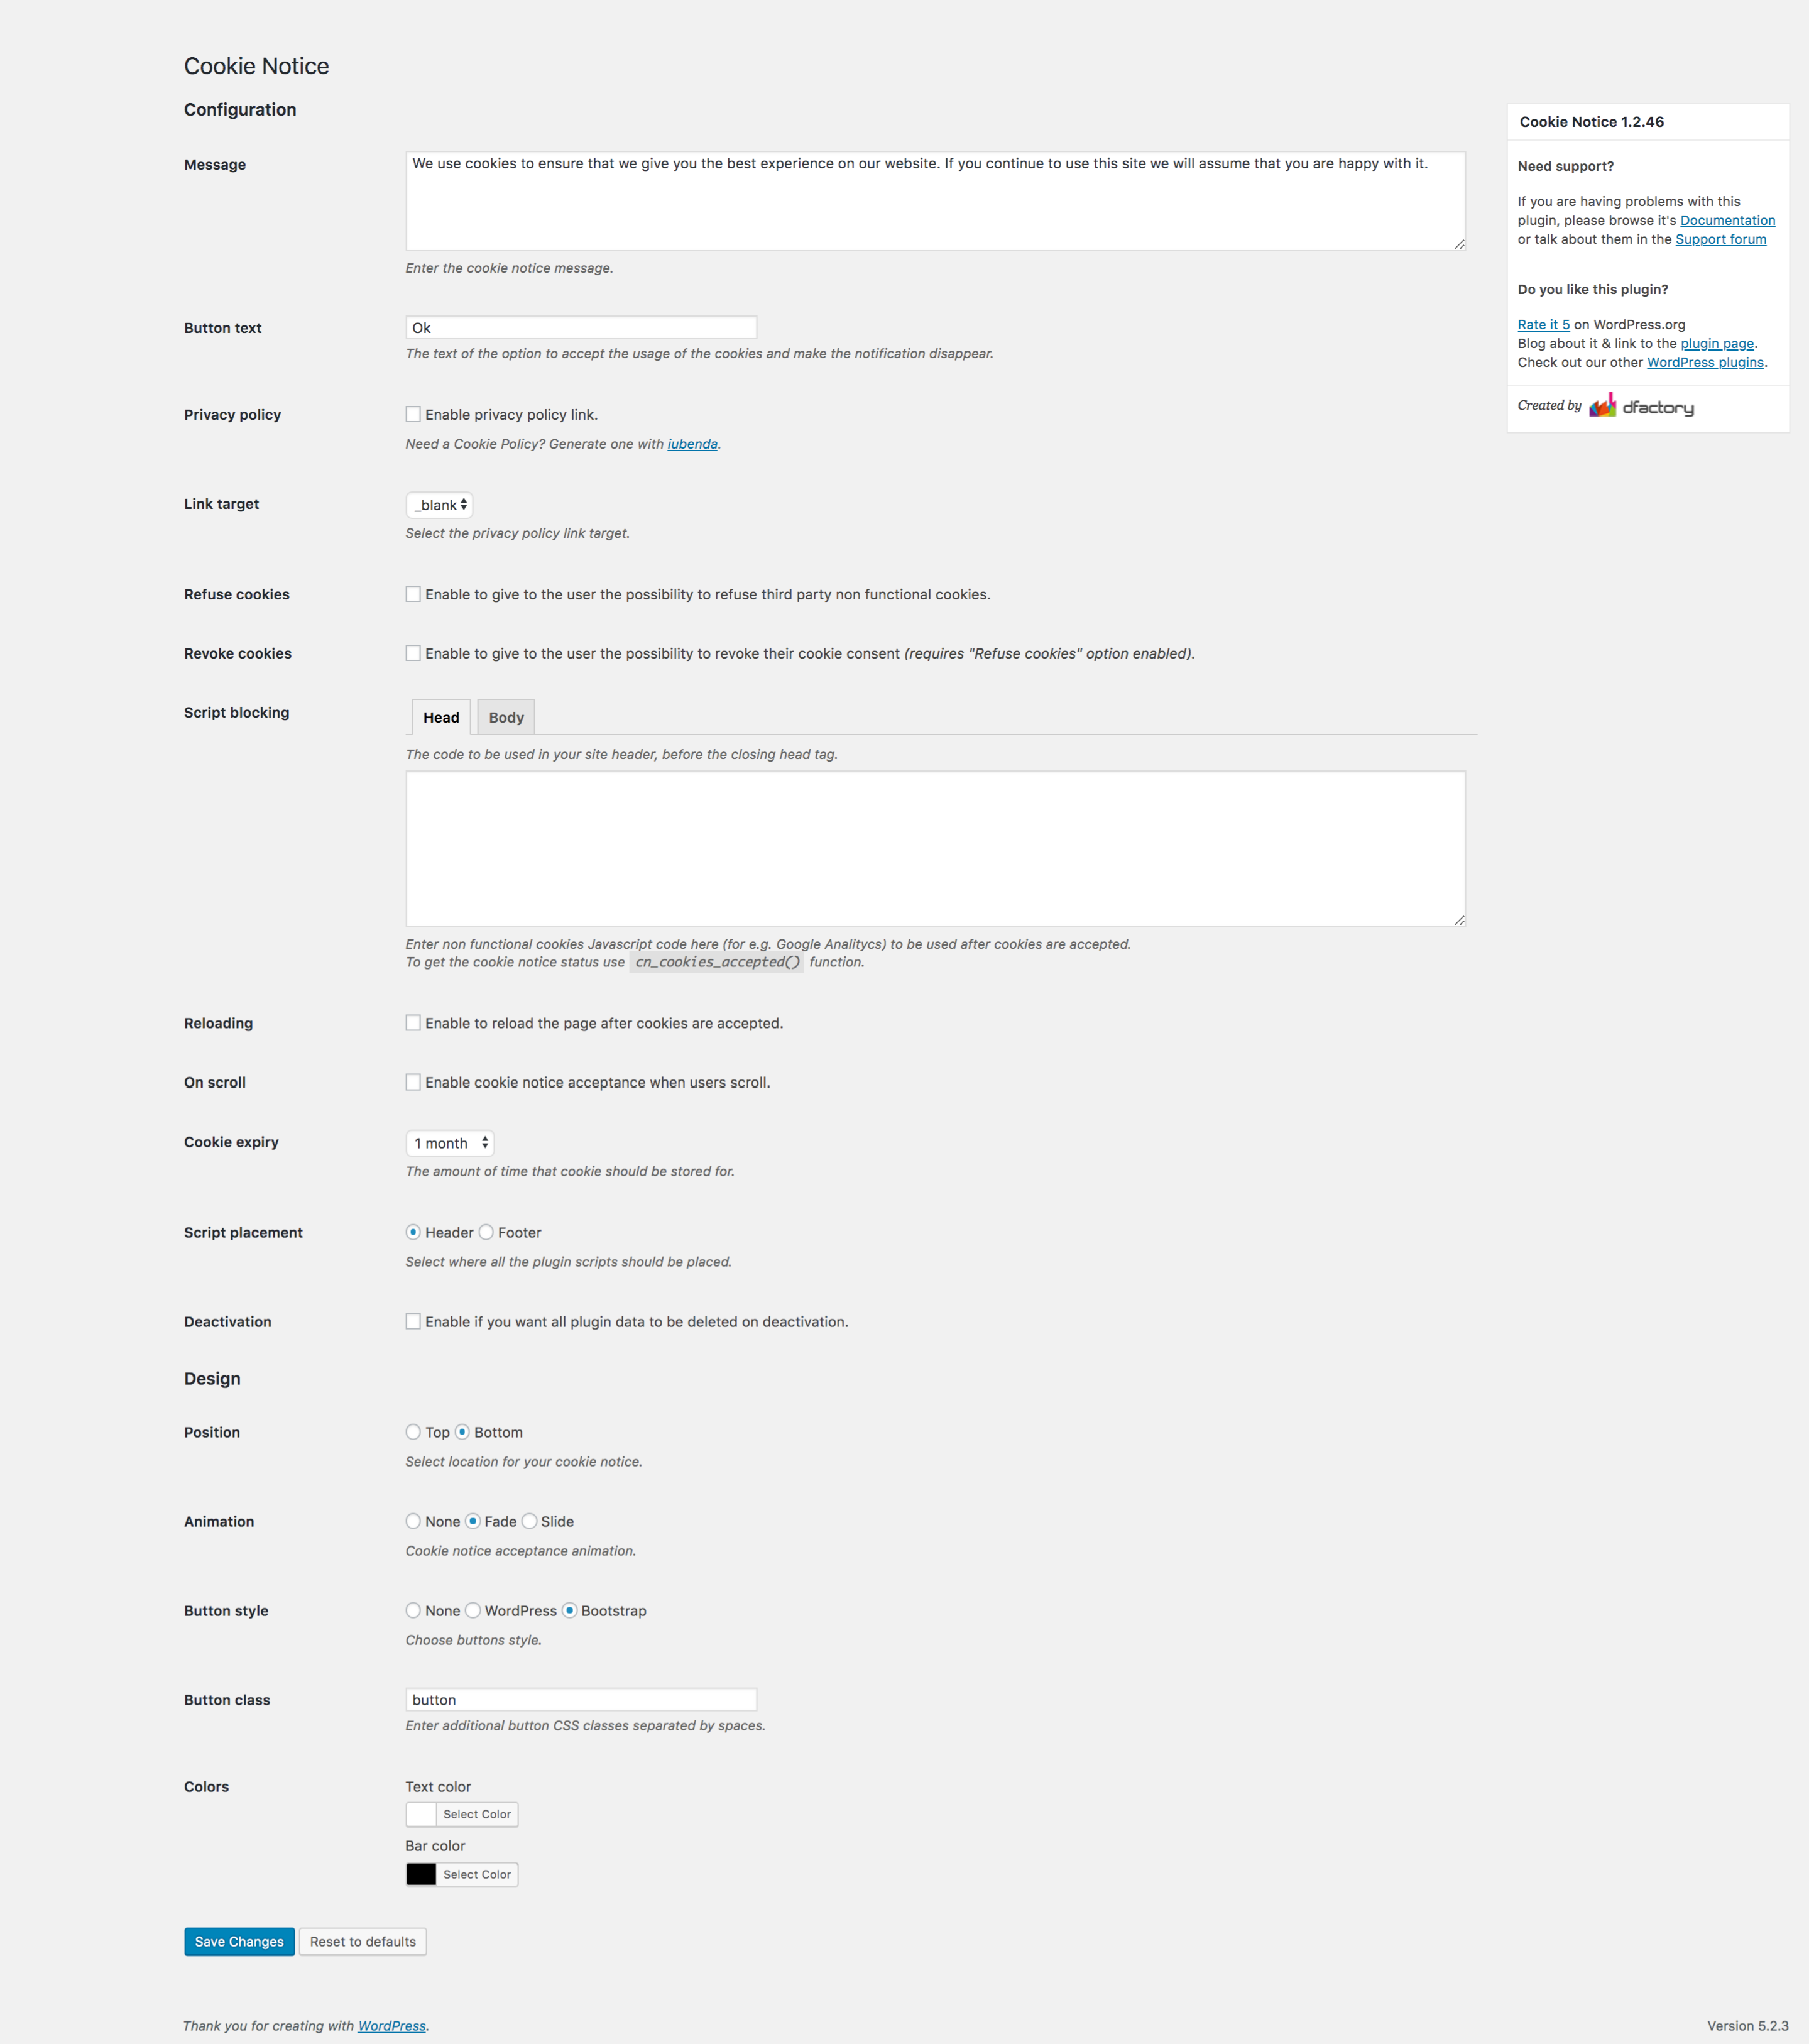 Cookie Notice
Configuration
Message
We use cookies to ensure that we give you the best experience on our website. If you continue to use this site we will assume that you are happy with it.
Enter the cookie notice message.
Button text
Ok
The text of the option to accept the usage of the cookies and make the notification disappear.
Privacy policy
Enable privacy policy link.
Need a Cookie Policy? Generate one with iubenda.
Link target
_blank
Select the privacy policy link target.
Refuse cookies
Enable to give to the user the possibility to refuse third party non functional cookies.
Revoke cookies
Enable to give to the user the possibility to revoke their cookie consent (requires "Refuse cookies" option enabled).
Script blocking
Head Body
The code to be used in your site header, before the closing head tag.
Enter non functional cookies Javascript code here (for e.g. Google Analitycs) to be used after cookies are accepted.
To get the cookie notice status use cn_cookies_accepted() function.
Reloading
Enable to reload the page after cookies are accepted.
On scroll
Enable cookie notice acceptance when users scroll.
Cookie expiry
1 month
The amount of time that cookie should be stored for.
Script placement
Header Footer
Select where all the plugin scripts should be placed.
Deactivation
Enable if you want all plugin data to be deleted on deactivation.
Design
Position
Top Bottom
Select location for your cookie notice.
Animation
None Fade Slide
Cookie notice acceptance animation.
Button style
None WordPress Bootstrap
Choose buttons style.
Button class
button
Enter additional button CSS classes separated by spaces.
Colors
Text color
Select Color
Bar color
Select Color
Save Changes Reset to defaults
Cookie Notice 1.2.46
Need support?
If you are having problems with this
plugin, please browse it's Documentation
or talk about them in the Support forum
Do you like this plugin?
Rate it 5 on WordPress.org
Blog about it & link to the plugin page.
Check out our other WordPress plugins.
Created by dfactory
Thank you for creating with WordPress.
Version 5.2.3